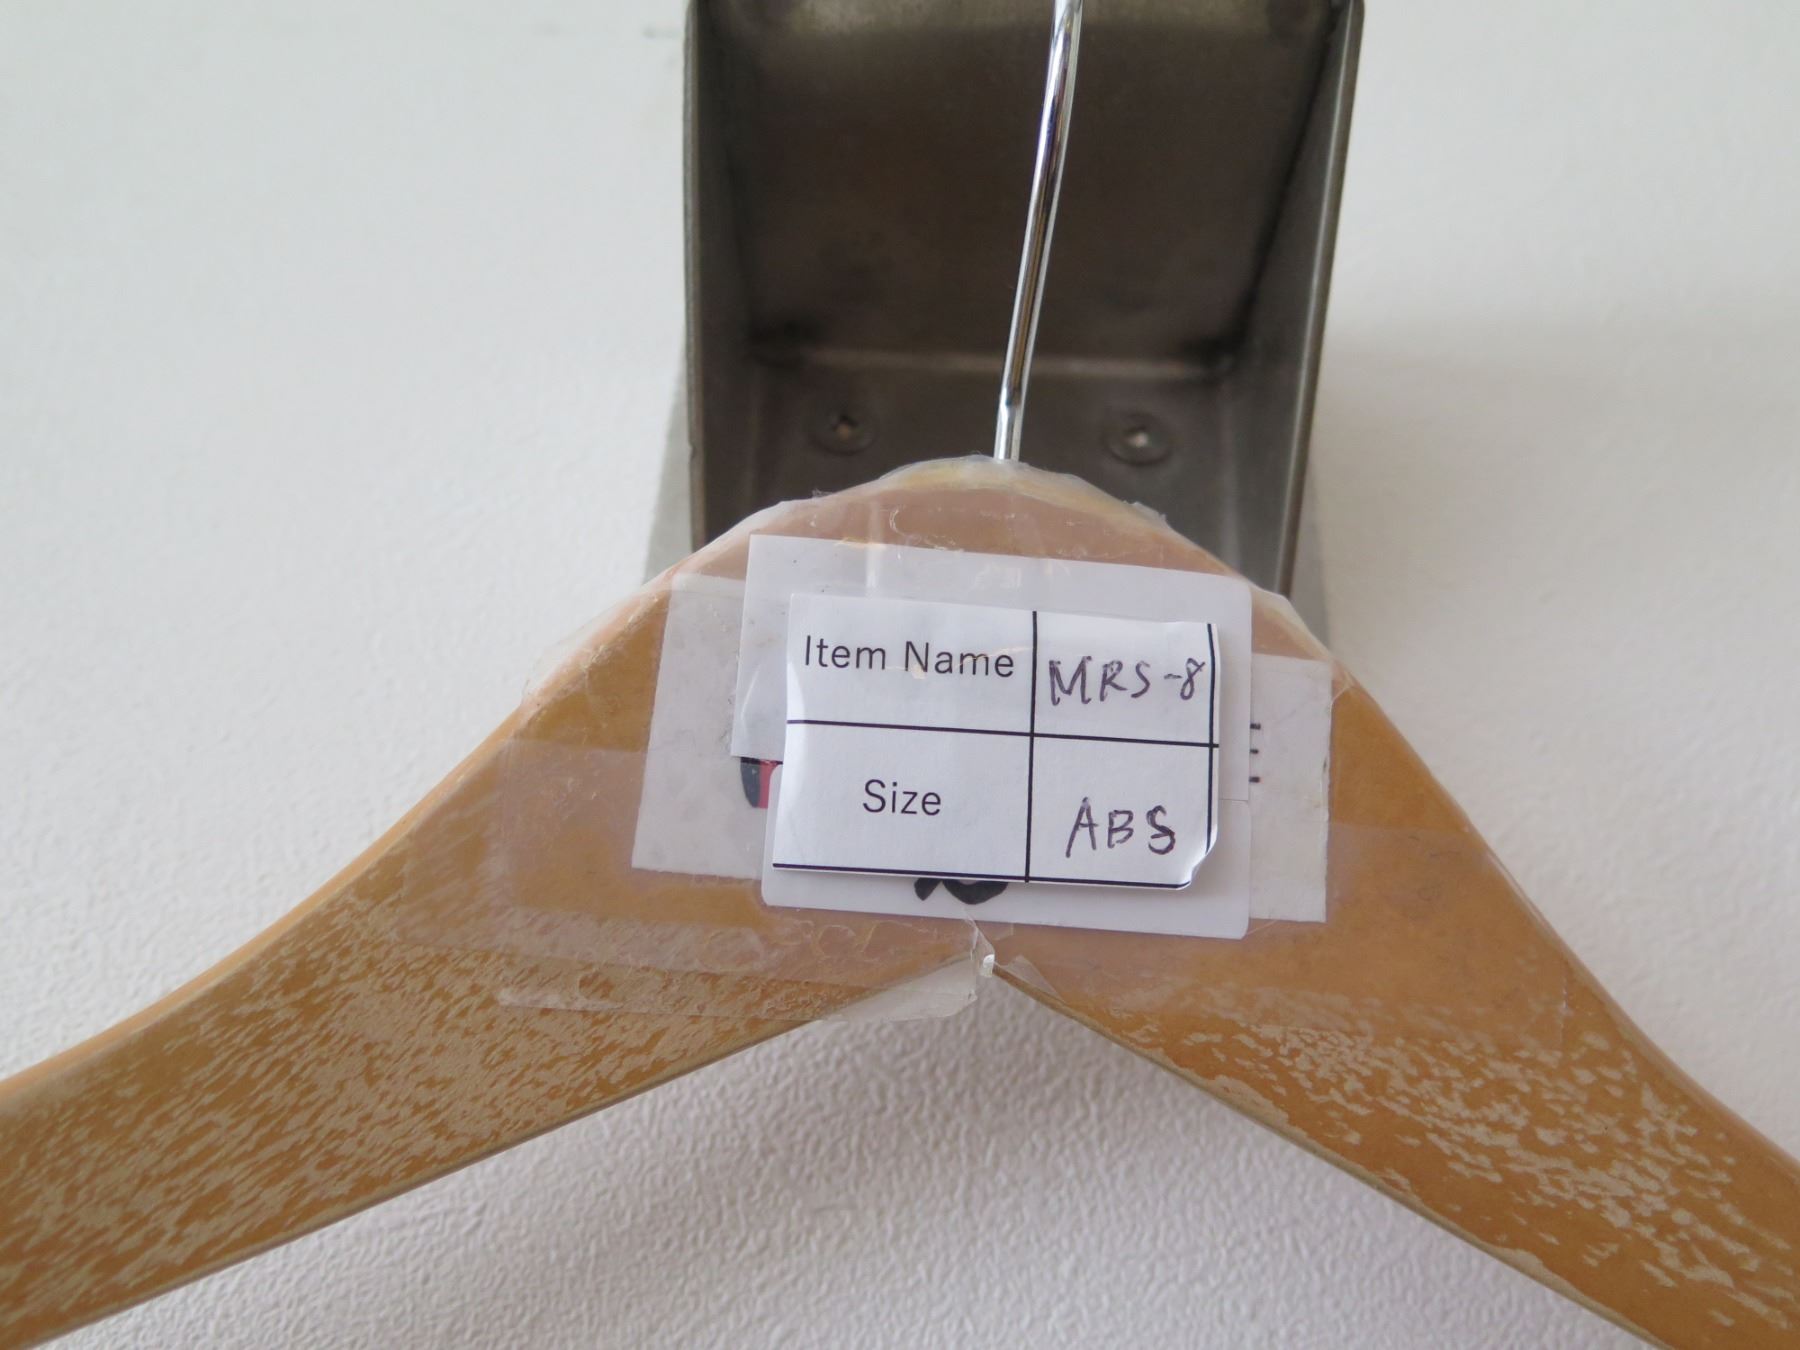 Item Name MRS-8
Size ABS